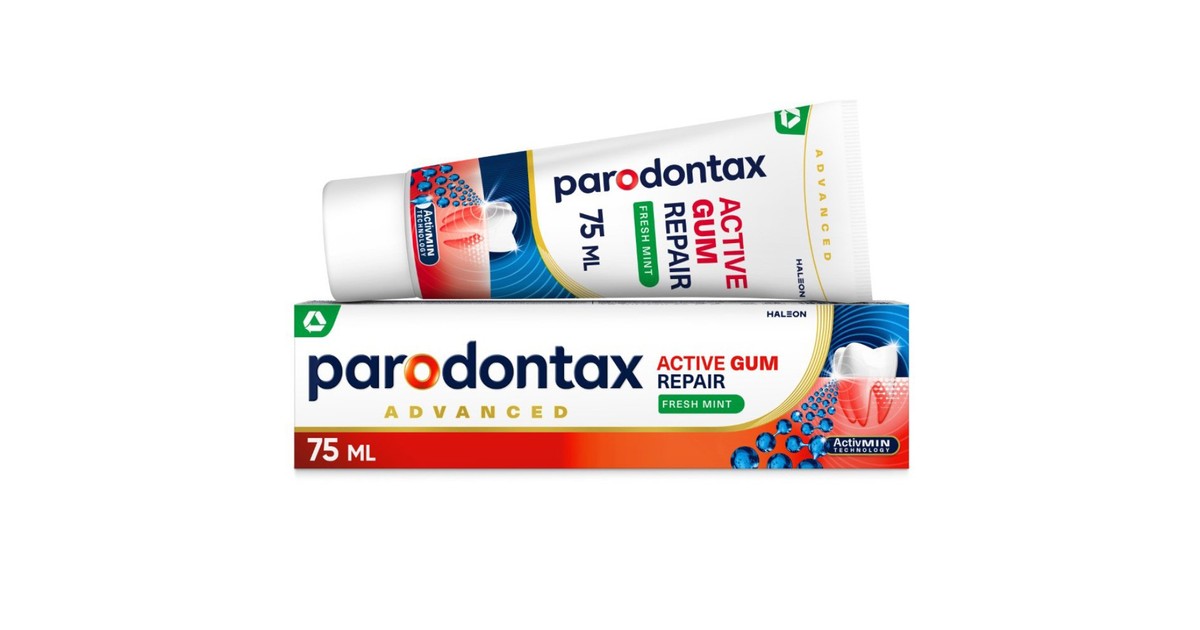 parodontax
ACTIVE
GUM
REPAIR
FRESH MINT
75 ML
ADVANCED
HALEON
ActivMIN
TECHNOLOGY
HALEON
parodontax
ADVANCED
ACTIVE GUM
REPAIR
FRESH MINT
75 ML
ActivMIN
TECHNOLOGY